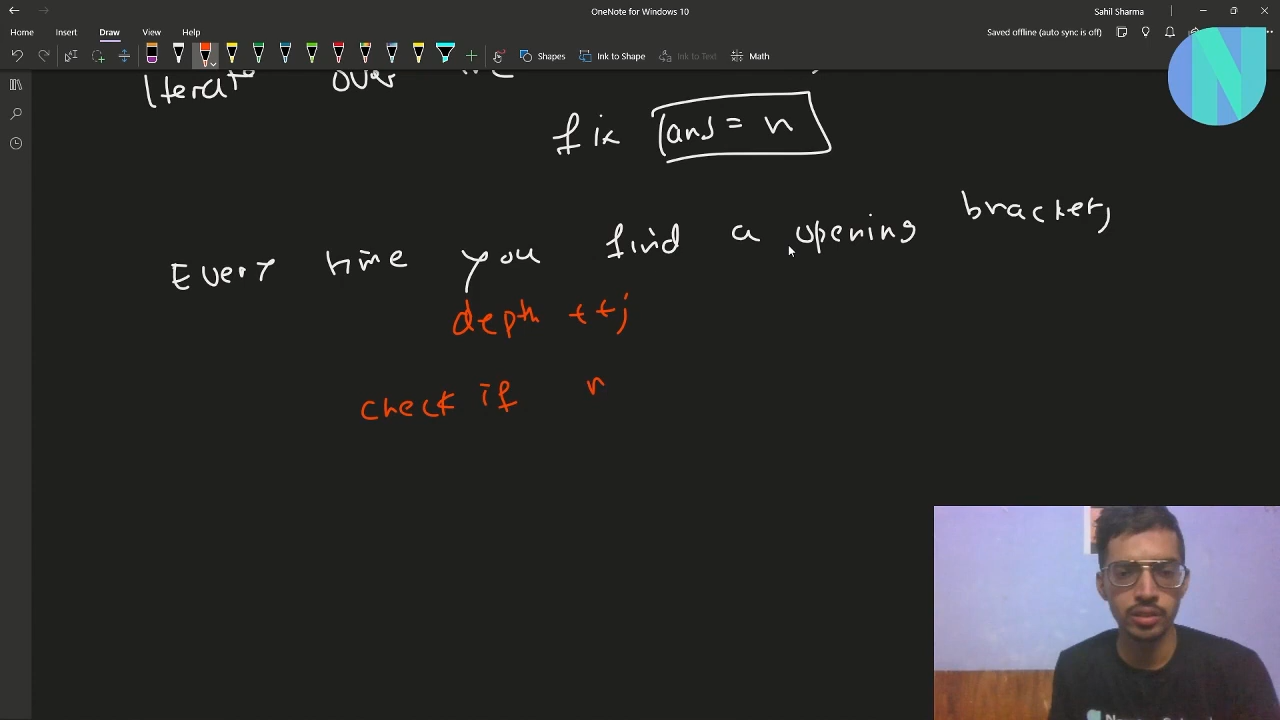 OneNote for Windows 10
Sahil Sharma
Home Insert Draw View Help
Saved offline (auto sync is off)
Shapes Ink to Shape Ink to Text Math
Iterate over
fix ans = n
Every time you find a opening bracket,
depth ++;
check if n